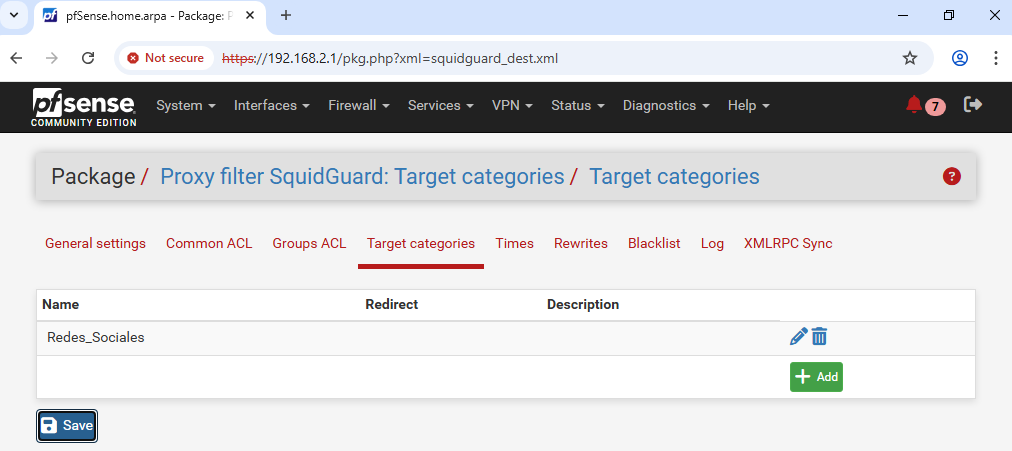 pfSense.home.arpa - Package: P
Not secure https://192.168.2.1/pkg.php?xml=squidguard_dest.xml
pfsense
COMMUNITY EDITION
System Interfaces Firewall Services VPN Status Diagnostics Help 7
Package / Proxy filter SquidGuard: Target categories / Target categories ?
General settings Common ACL Groups ACL Target categories Times Rewrites Blacklist Log XMLRPC Sync
Name Redirect Description
Redes_Sociales
Add
Save